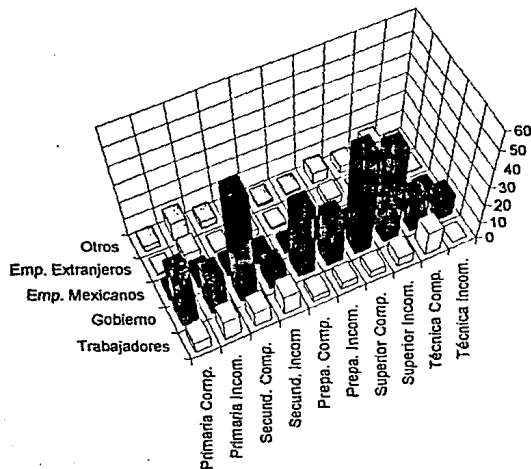 60
50
40
30
20
10
0
Otros
Emp. Extranjeros
Emp. Mexicanos
Gobierno
Trabajadores
Primaria Comp.
Primaria Incom.
Secund. Comp.
Secund. Incom
Prepa. Comp.
Prepa. Incom.
Superior Comp.
Superior Incom.
Técnica Comp.
Técnica Incom.